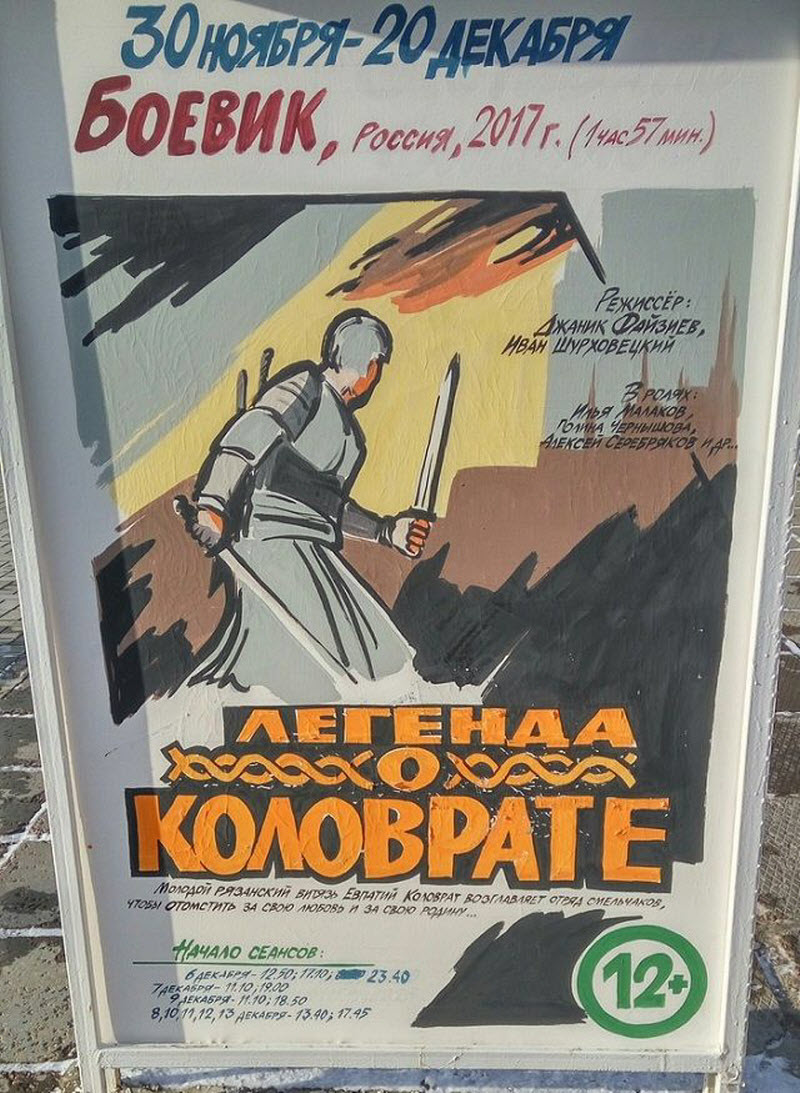 30 ноября - 20 декабря
Боевик, Россия, 2017 г. (1 час 57 мин.)
Режиссёр:
Джаник Файзиев,
Иван Шурховецкий
В ролях:
Илья Малаков,
Голина Чернышова,
Алексей Серебряков и др...
ЛЕГЕНДА
О
КОЛОВРАТЕ
Молодой рязанский витязь Евпатий Коловрат возглавляет отряд смельчаков,
чтобы отомстить за свою любовь и за свою родину...
Начало сеансов:
6 декабря - 12.50; 17.10; 23.40
7 декабря - 11.10, 19.00
9 декабря - 11.10; 18.50
8, 10, 11, 12, 13 декабря - 13.40; 17.45
12+